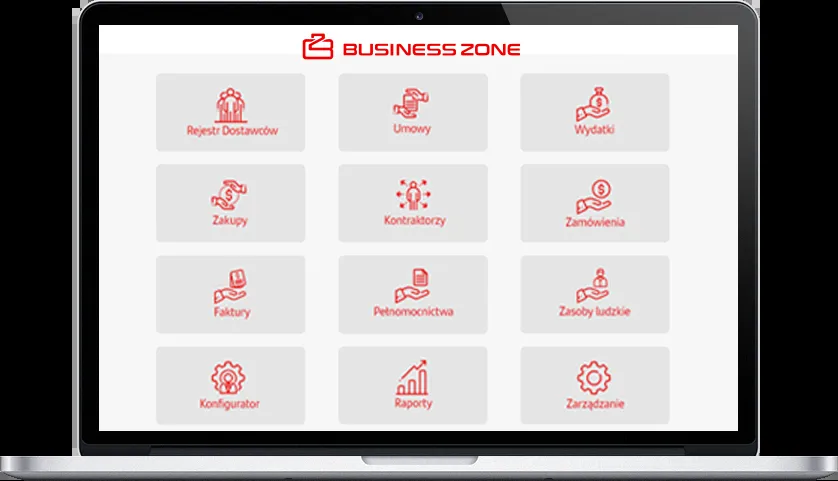 BUSINESS ZONE
Rejestr Dostawców
Umowy
Wydatki
Zakupy
Kontraktorzy
Zamówienia
Faktury
Pełnomocnictwa
Zasoby ludzkie
Konfigurator
Raporty
Zarządzanie